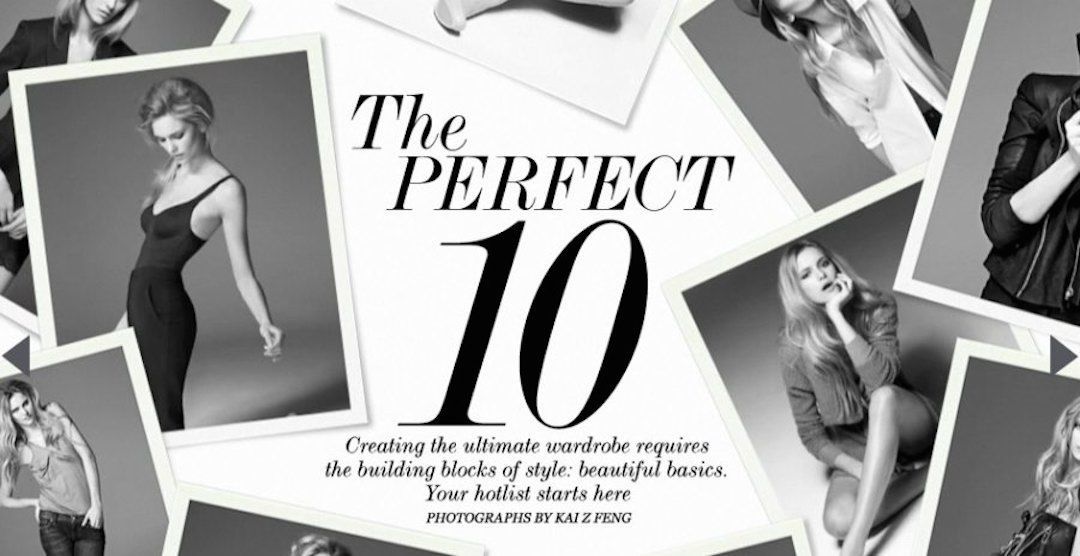 The
PERFECT
10
Creating the ultimate wardrobe requires
the building blocks of style: beautiful basics.
Your hotlist starts here
PHOTOGRAPHS BY KAI Z FENG